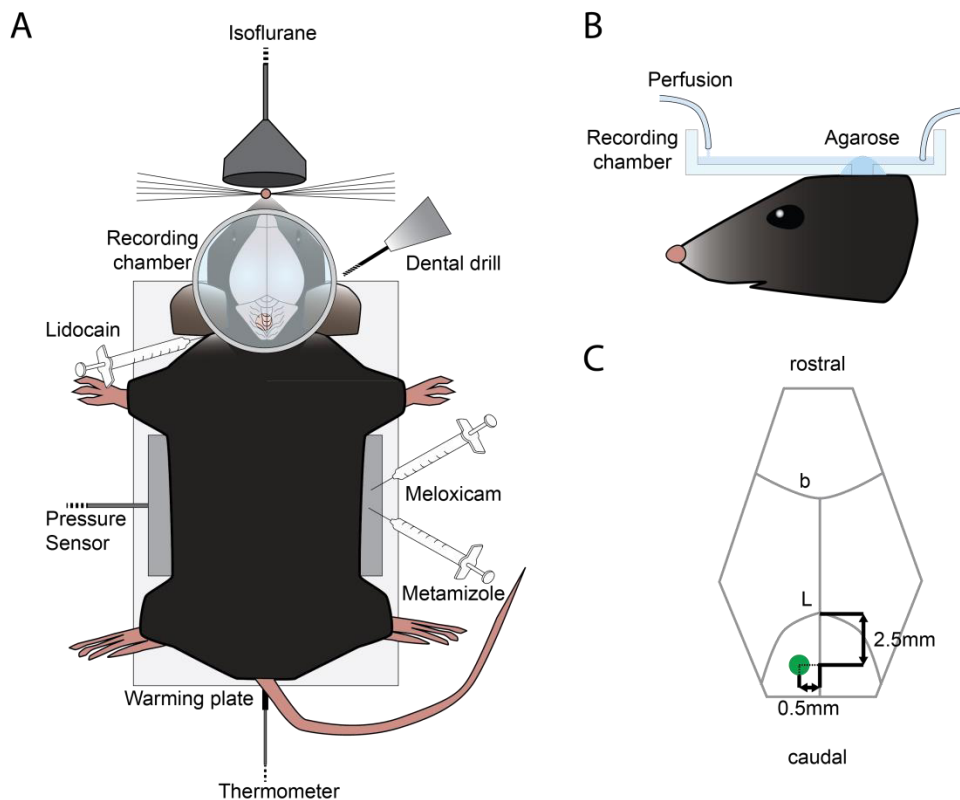 A
Isoflurane
Recording
chamber
Dental drill
Lidocain
Meloxicam
Pressure
Sensor
Metamizole
Warming plate
Thermometer
B
Perfusion
Recording
chamber
Agarose
C
rostral
b
L
2.5mm
0.5mm
caudal